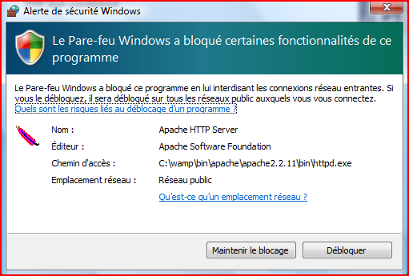 Alerte de sécurité Windows
Le Pare-feu Windows a bloqué certaines fonctionnalités de ce
programme
Le Pare-feu Windows a bloqué ce programme en lui interdisant les connexions réseau entrantes. Si
vous le débloquez, il sera débloqué sur tous les réseaux public auxquels vous vous connectez.
Quels sont les risques liés au déblocage d'un programme ?
Nom : Apache HTTP Server
Éditeur : Apache Software Foundation
Chemin d'accès : C:\wamp\bin\apache\apache2.2.11\bin\httpd.exe
Emplacement réseau : Réseau public
Qu'est-ce qu'un emplacement réseau ?
Maintenir le blocage Débloquer